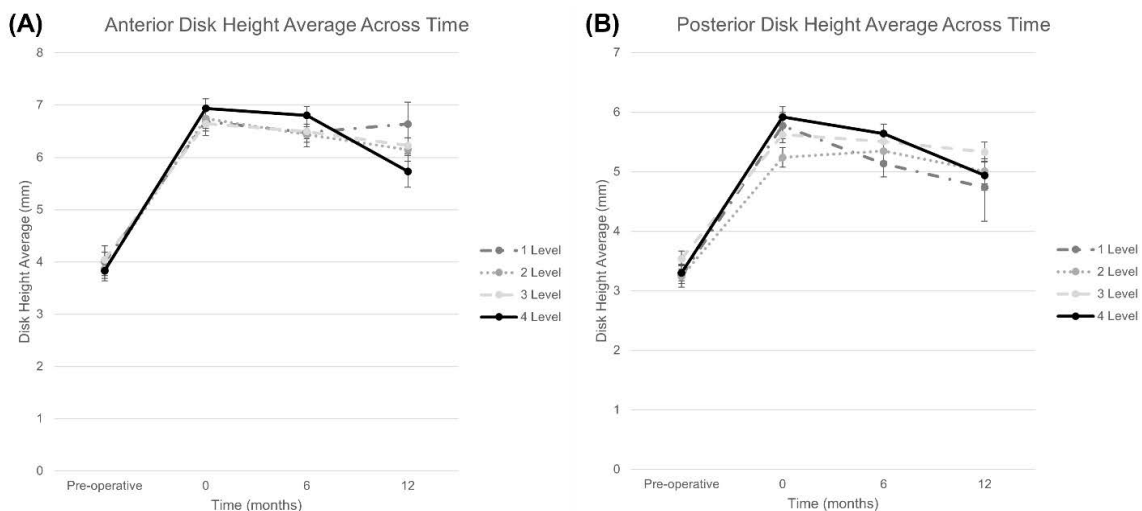 (A)
Anterior Disk Height Average Across Time
8
7
6
5
4
3
2
1
0
Disk Height Average (mm)
Pre-operative 0 6 12
Time (months)
1 Level
2 Level
3 Level
4 Level
(B)
Posterior Disk Height Average Across Time
7
6
5
4
3
2
1
0
Disk Height Average (mm)
Pre-operative 0 6 12
Time (months)
1 Level
2 Level
3 Level
4 Level